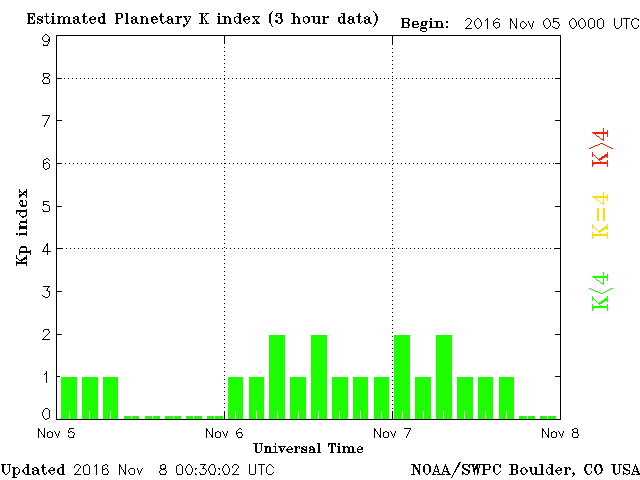 Estimated Planetary K index (3 hour data) Begin: 2016 Nov 05 0000 UTC
9
8
7
6
5
4
3
2
1
0
Kp index
K>4
K=4
K<4
Nov 5 Nov 6 Nov 7 Nov 8
Universal Time
Updated 2016 Nov 8 00:30:02 UTC NOAA/SWPC Boulder, CO USA